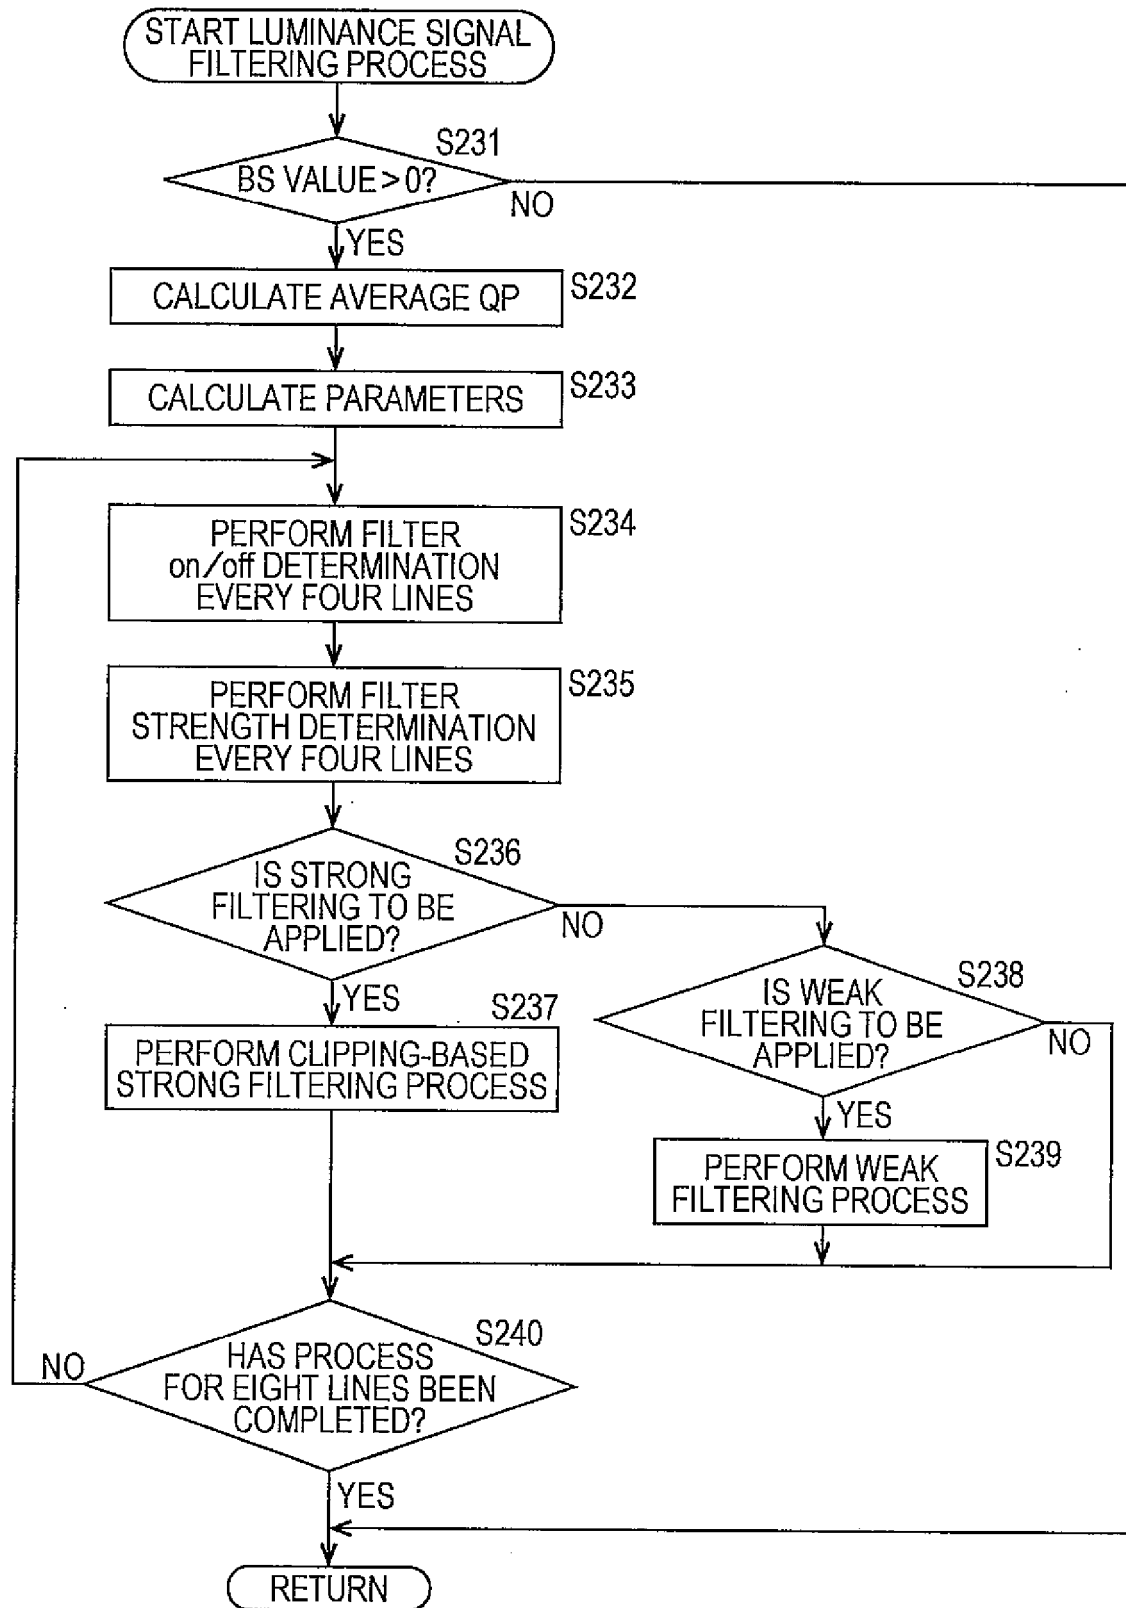 START LUMINANCE SIGNAL
FILTERING PROCESS
S231
BS VALUE > 0?
NO
YES
CALCULATE AVERAGE QP
S232
CALCULATE PARAMETERS
S233
PERFORM FILTER
on/off DETERMINATION
EVERY FOUR LINES
S234
PERFORM FILTER
STRENGTH DETERMINATION
EVERY FOUR LINES
S235
S236
IS STRONG
FILTERING TO BE
APPLIED?
NO
YES
S237
PERFORM CLIPPING-BASED
STRONG FILTERING PROCESS
S238
IS WEAK
FILTERING TO BE
APPLIED?
NO
YES
S239
PERFORM WEAK
FILTERING PROCESS
S240
HAS PROCESS
FOR EIGHT LINES BEEN
COMPLETED?
NO
YES
RETURN